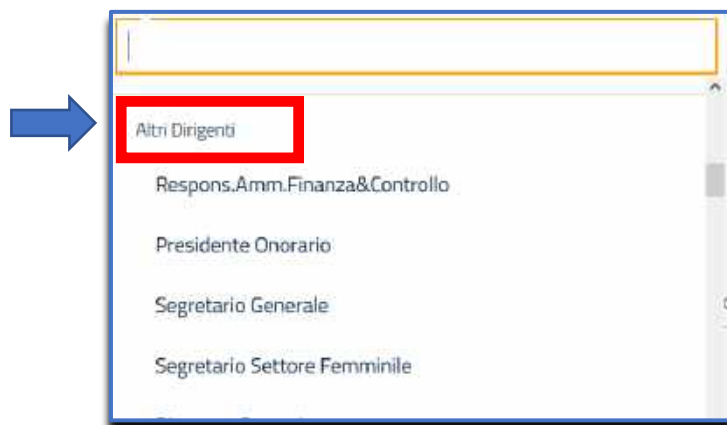 Altri Dirigenti
Respons.Amm.Finanza&Controllo
Presidente Onorario
Segretario Generale
Segretario Settore Femminile